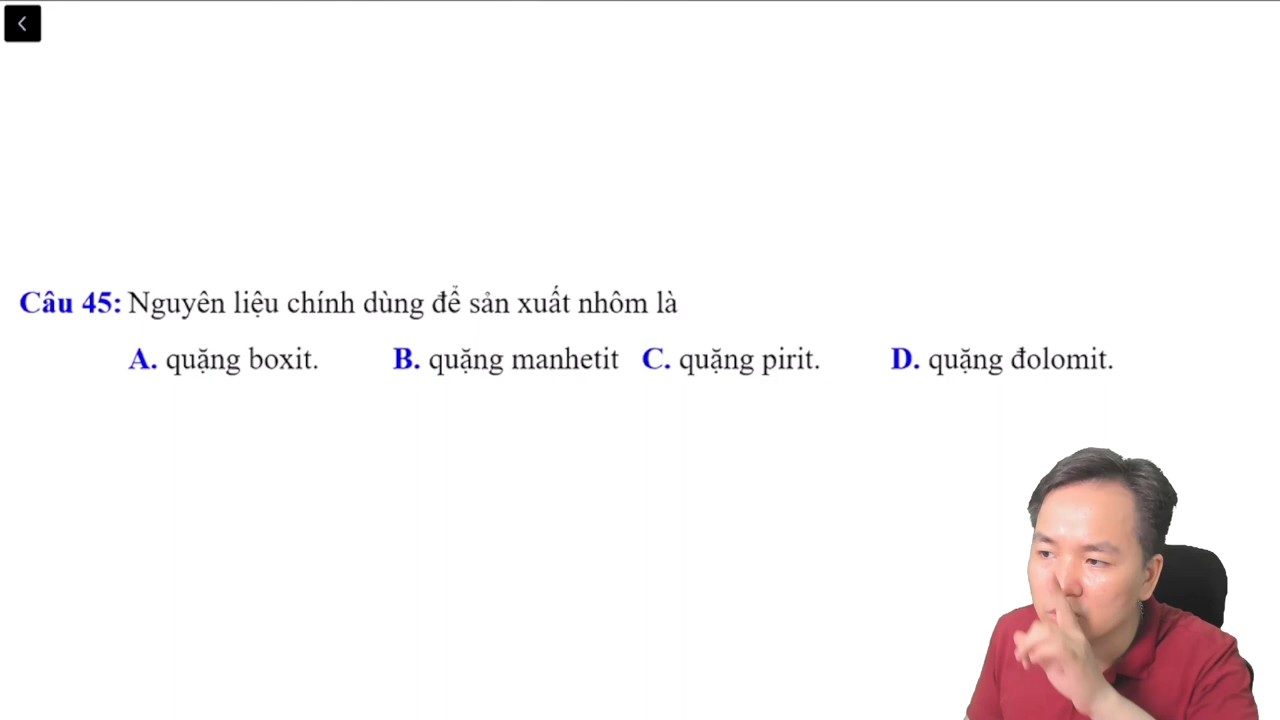 Câu 45: Nguyên liệu chính dùng để sản xuất nhôm là
A. quặng boxit. B. quặng manhetit C. quặng pirit. D. quặng đolomit.